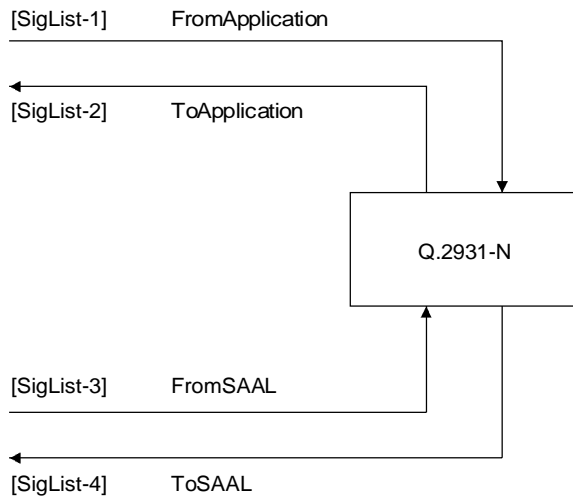 [SigList-1] FromApplication
[SigList-2] ToApplication
Q.2931-N
[SigList-3] FromSAAL
[SigList-4] ToSAAL